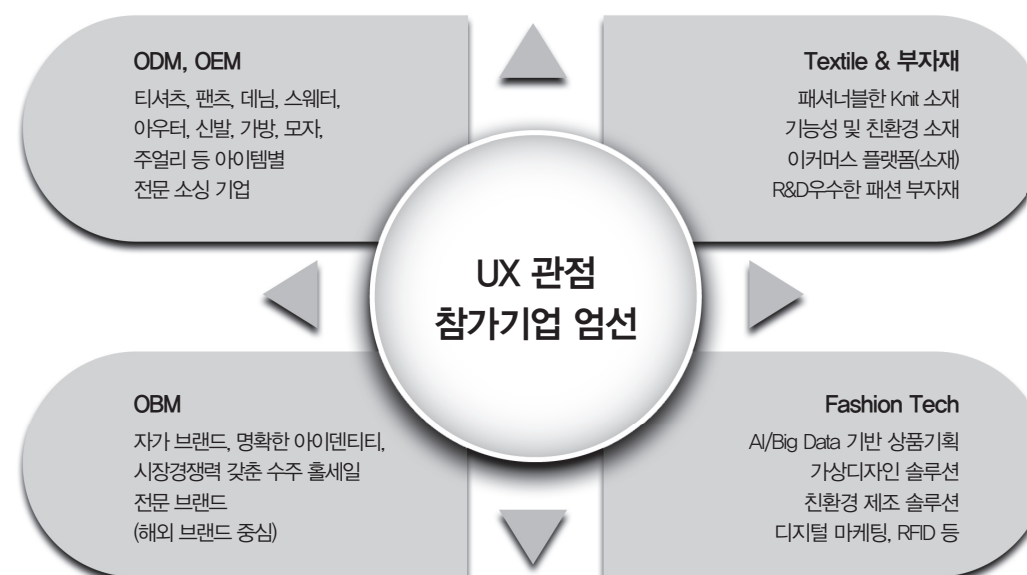 ODM, OEM
티셔츠, 팬츠, 데님, 스웨터,
아우터, 신발, 가방, 모자,
주얼리 등 아이템별
전문 소싱 기업
Textile & 부자재
패셔너블한 Knit 소재
기능성 및 친환경 소재
이커머스 플랫폼(소재)
R&D우수한 패션 부자재
UX 관점
참가기업 엄선
OBM
자가 브랜드, 명확한 아이덴티티,
시장경쟁력 갖춘 수주 홀세일
전문 브랜드
(해외 브랜드 중심)
Fashion Tech
AI/Big Data 기반 상품기획
가상디자인 솔루션
친환경 제조 솔루션
디지털 마케팅, RFID 등